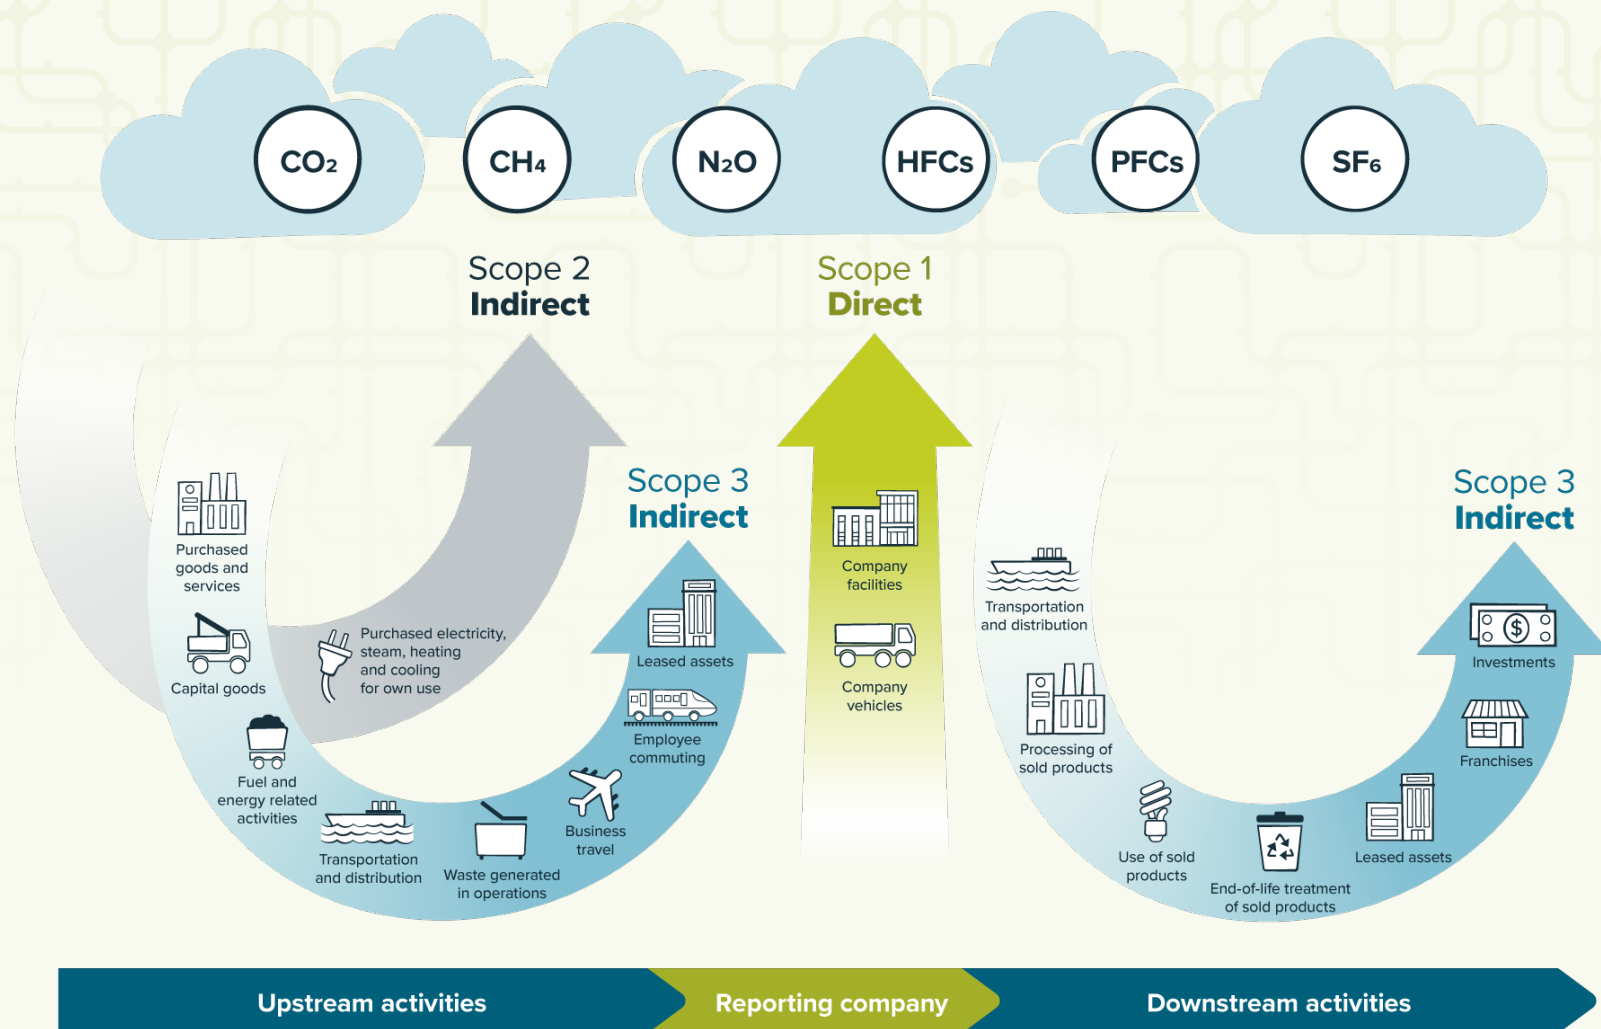 CO₂
CH₄
N₂O
HFCs
PFCs
SF₆
Scope 2
Indirect
Scope 1
Direct
Scope 3
Indirect
Scope 3
Indirect
Purchased
goods and
services
Capital goods
Fuel and
energy related
activities
Transportation
and distribution
Waste generated
in operations
Business
travel
Employee
commuting
Leased assets
Purchased electricity,
steam, heating
and cooling
for own use
Company
facilities
Company
vehicles
Transportation
and distribution
Processing of
sold products
Use of sold
products
End-of-life treatment
of sold products
Leased assets
Franchises
$
Investments
Upstream activities
Reporting company
Downstream activities